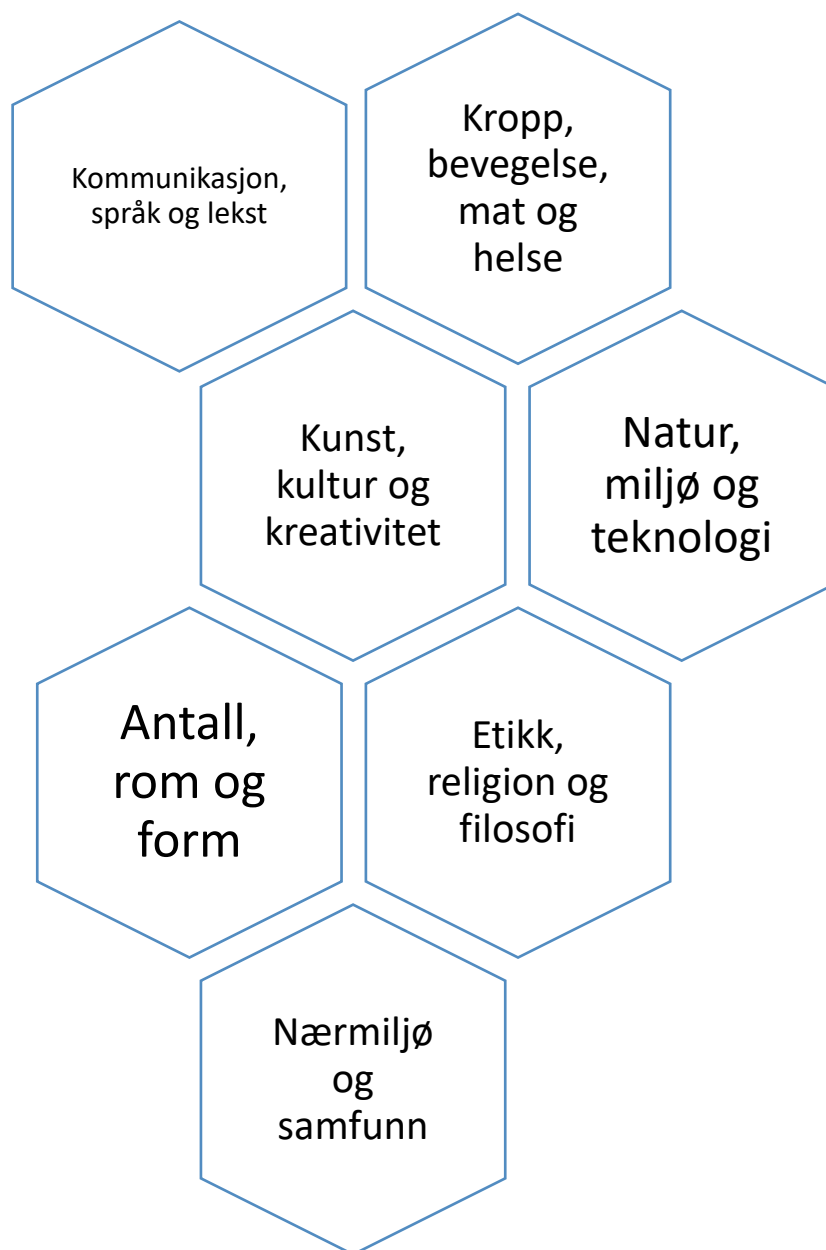 Kommunikasjon,
språk og lekst
Kropp,
bevegelse,
mat og
helse
Kunst,
kultur og
kreativitet
Natur,
miljø og
teknologi
Antall,
rom og
form
Etikk,
religion og
filosofi
Nærmiljø
og
samfunn